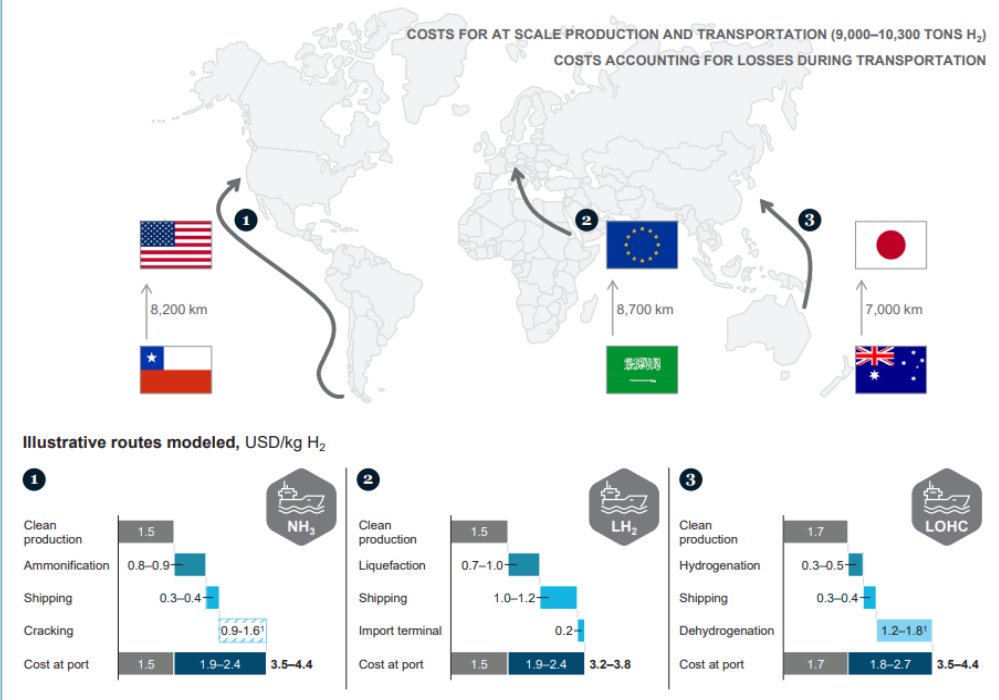 COSTS FOR AT SCALE PRODUCTION AND TRANSPORTATION (9,000–10,300 TONS H₂)
COSTS ACCOUNTING FOR LOSSES DURING TRANSPORTATION
1
2
3
8,200 km
8,700 km
7,000 km
Illustrative routes modeled, USD/kg H₂
1
NH₃
Clean
production
1.5
Ammonification
0.8–0.9
Shipping
0.3–0.4
Cracking
0.9-1.6¹
Cost at port
1.5
1.9–2.4
3.5–4.4
2
LH₂
Clean
production
1.5
Liquefaction
0.7–1.0
Shipping
1.0–1.2
Import terminal
0.2
Cost at port
1.5
1.9–2.4
3.2–3.8
3
LOHC
Clean
production
1.7
Hydrogenation
0.3–0.5
Shipping
0.3–0.4
Dehydrogenation
1.2–1.8¹
Cost at port
1.7
1.8–2.7
3.5–4.4